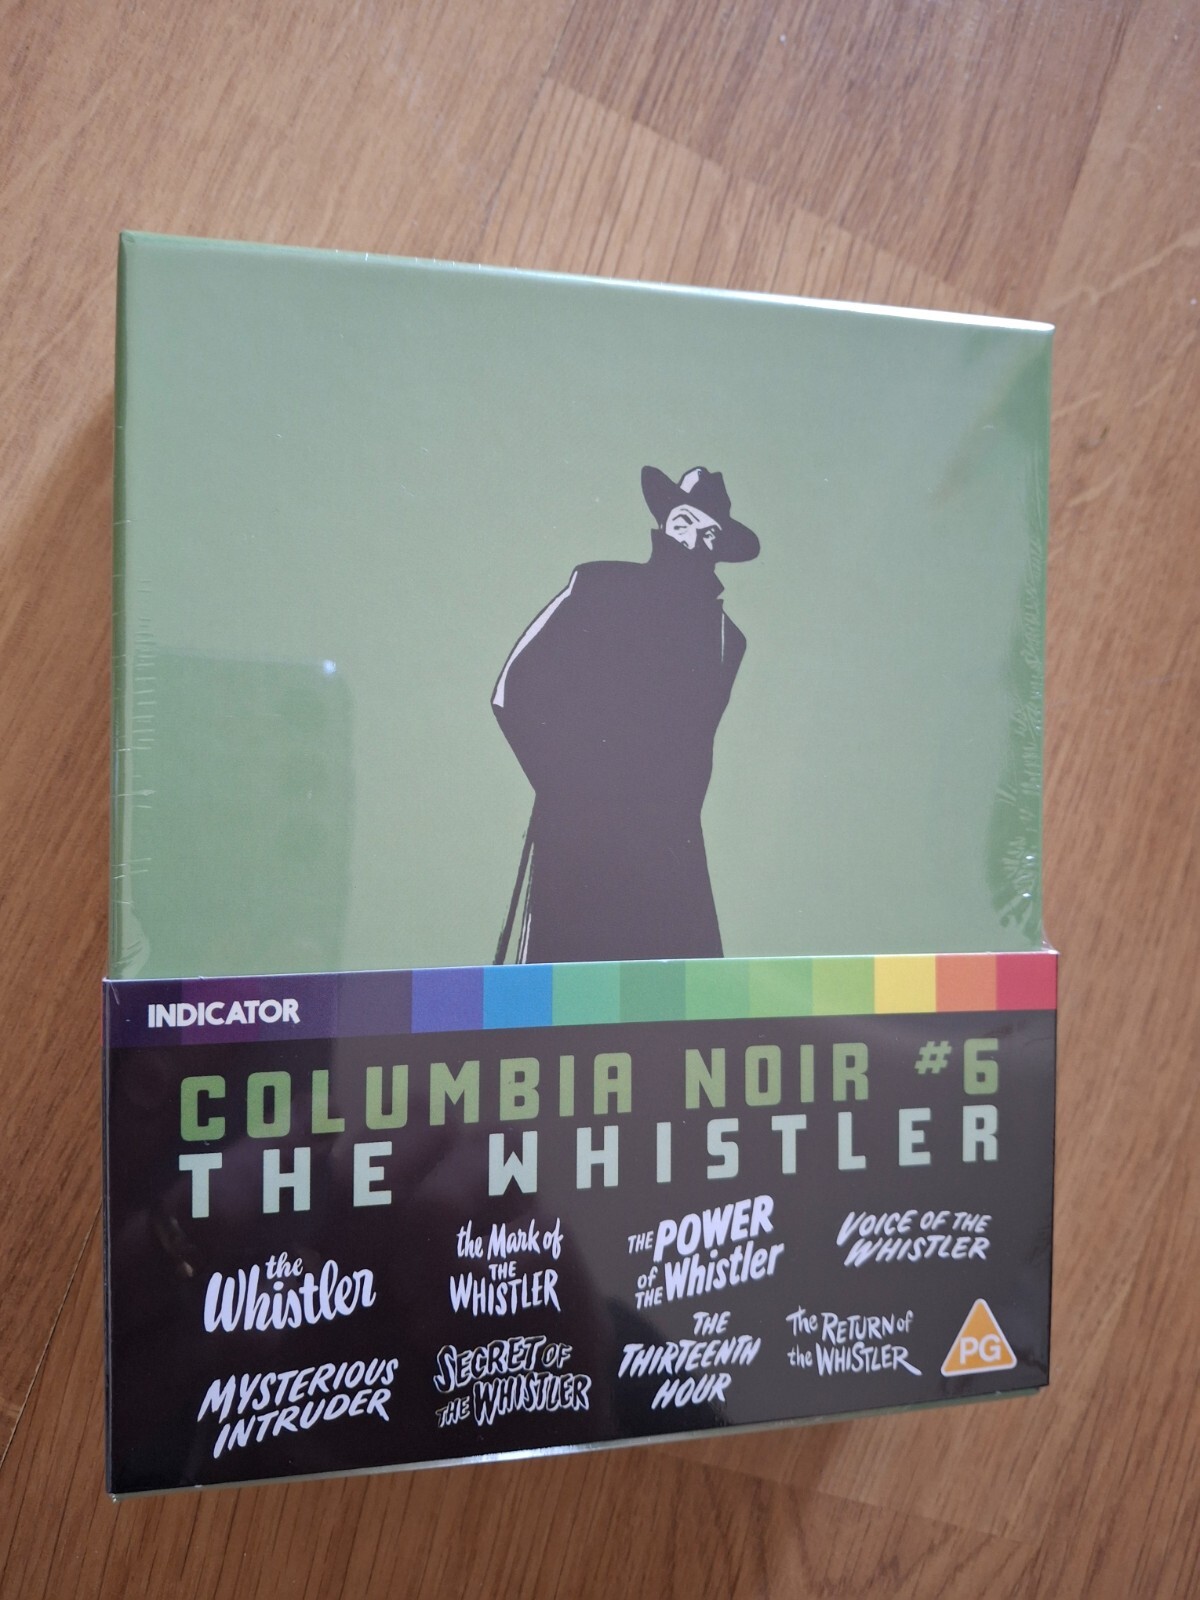 INDICATOR
COLUMBIA NOIR #6
THE WHISTLER
the
Whistler
the Mark of
THE
WHISTLER
THE POWER
of Whistler
THE
VOICE OF THE
WHISTLER
MYSTERIOUS
INTRUDER
SECRET OF
THE WHISTLER
THE
THIRTEENTH
HOUR
The RETURN of
the WHISTLER
PG